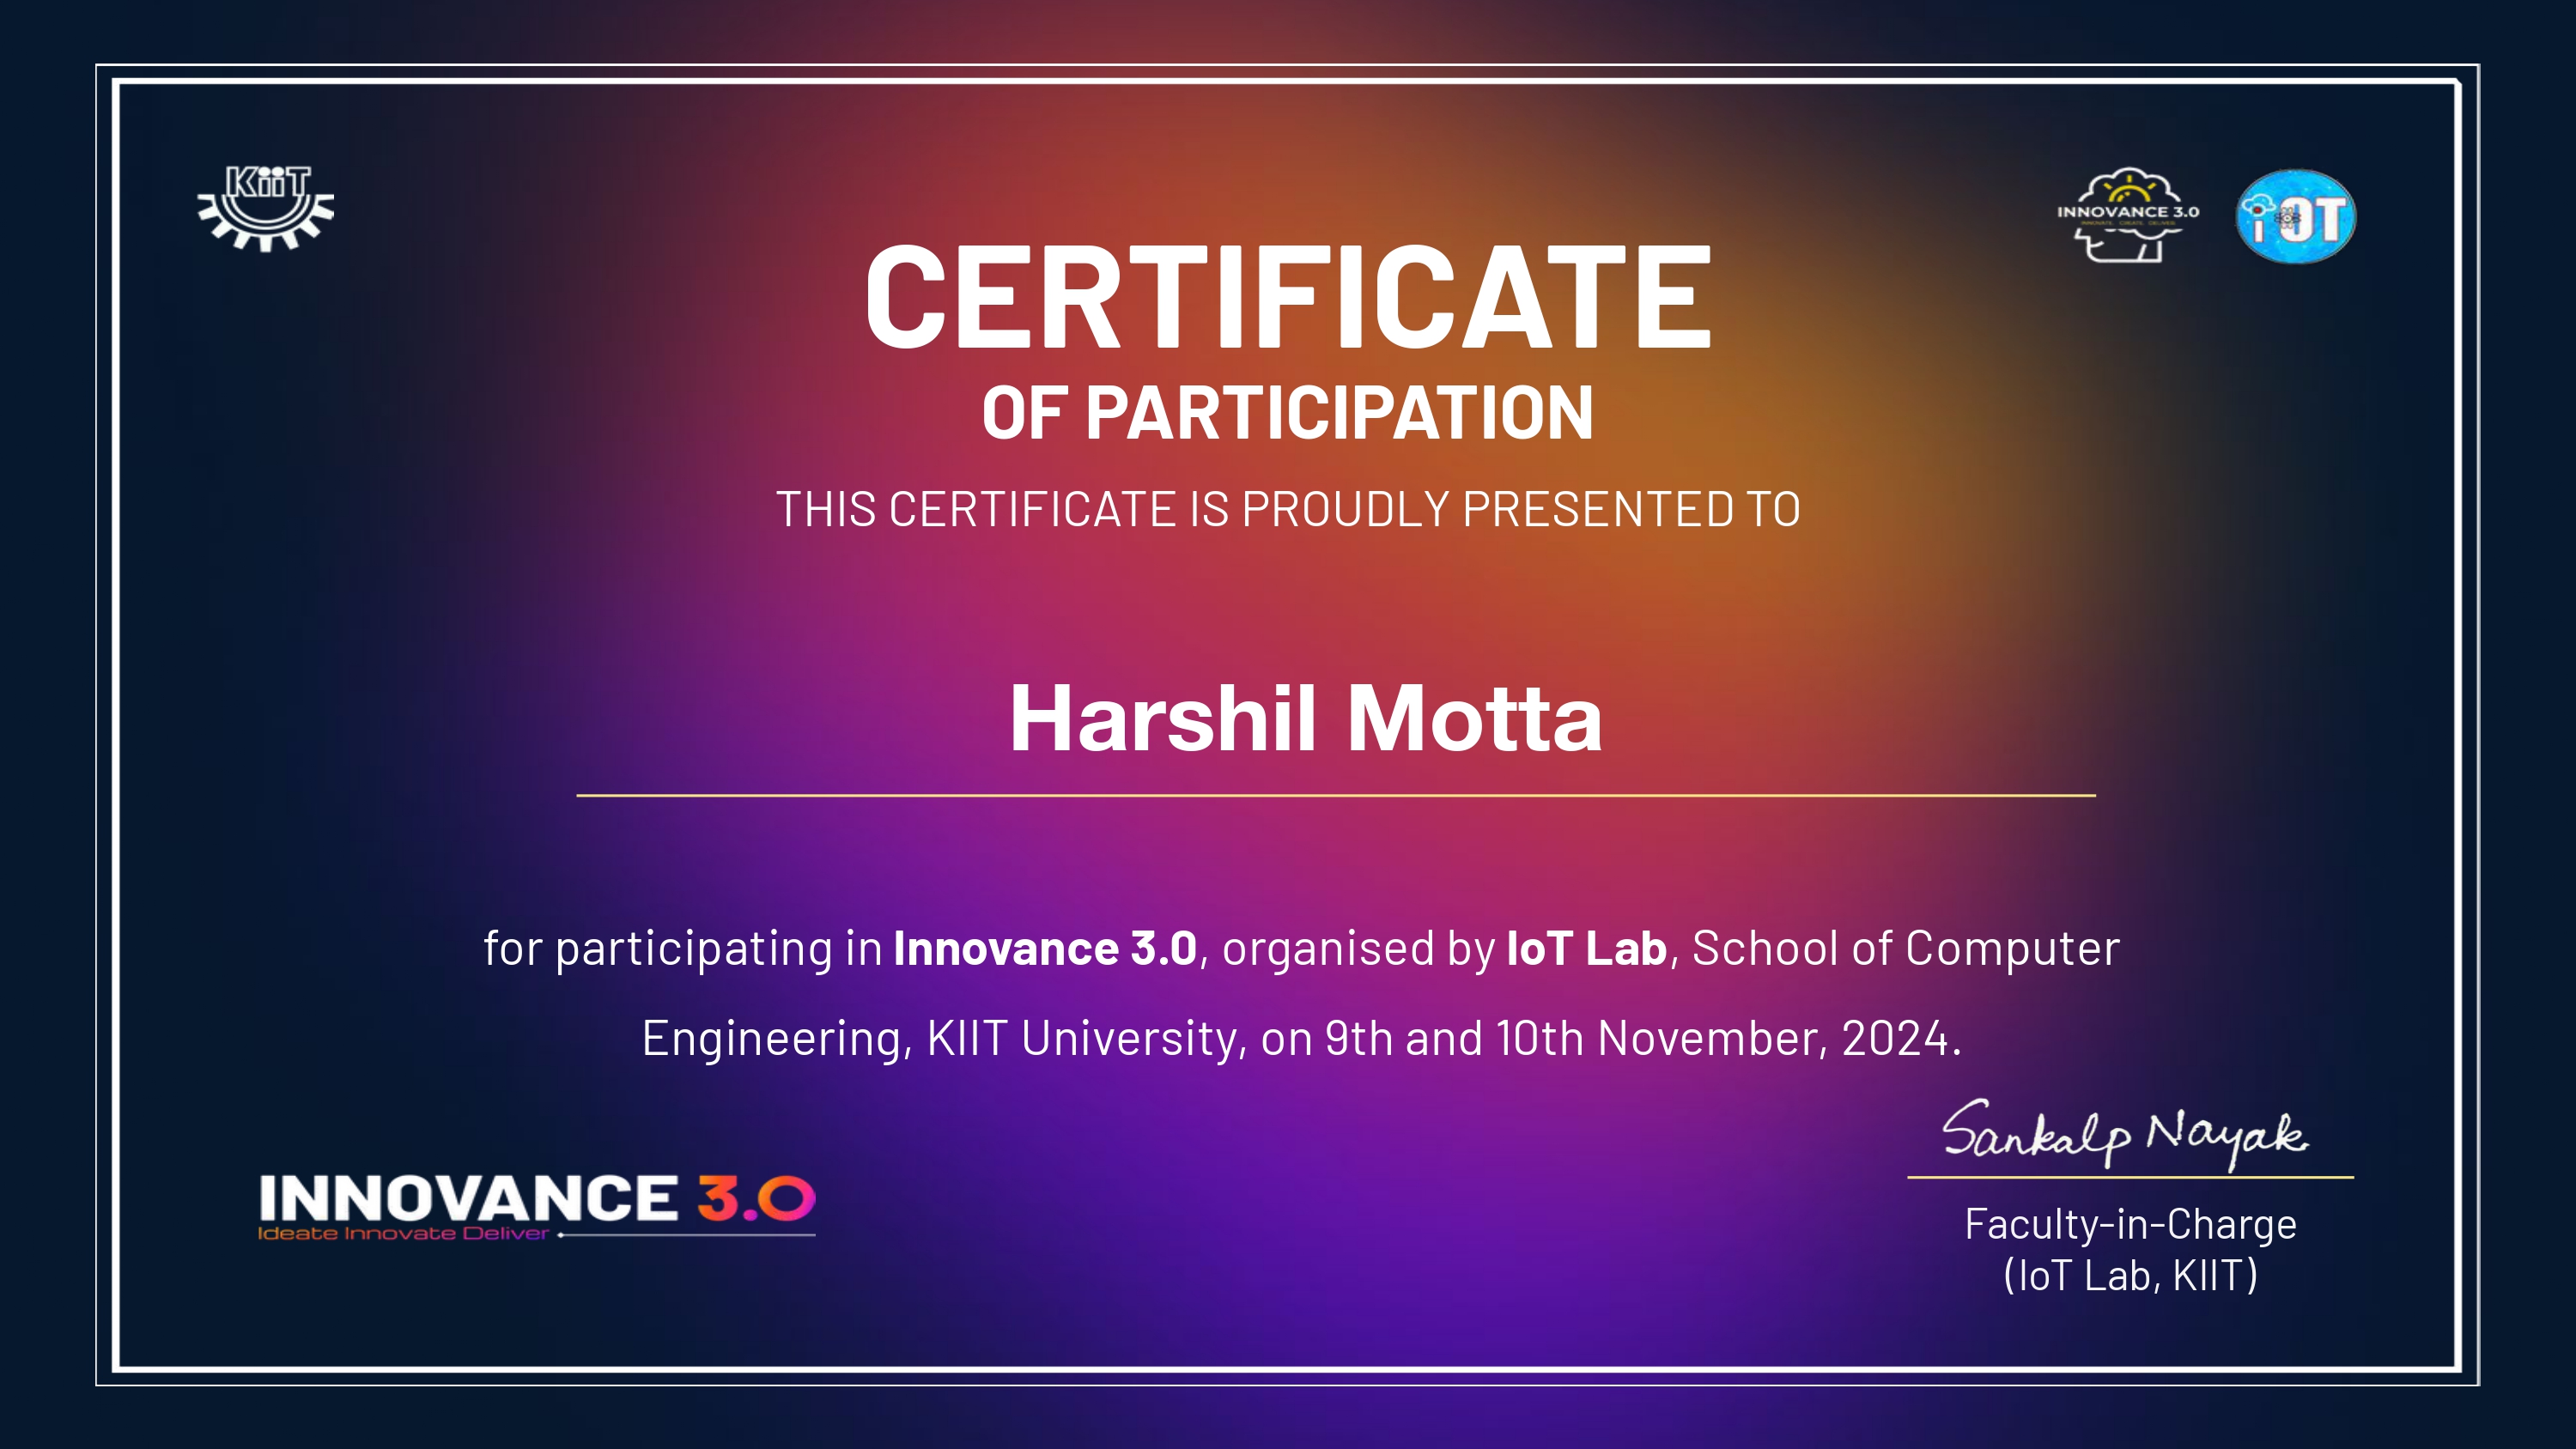 KiiT
INNOVANCE 3.0
iOT
CERTIFICATE
OF PARTICIPATION
THIS CERTIFICATE IS PROUDLY PRESENTED TO
Harshil Motta
for participating in Innovance 3.0, organised by IoT Lab, School of Computer
Engineering, KIIT University, on 9th and 10th November, 2024.
Sankalp Nayak
INNOVANCE 3.0
Ideate Innovate Deliver
Faculty-in-Charge
(IoT Lab, KIIT)